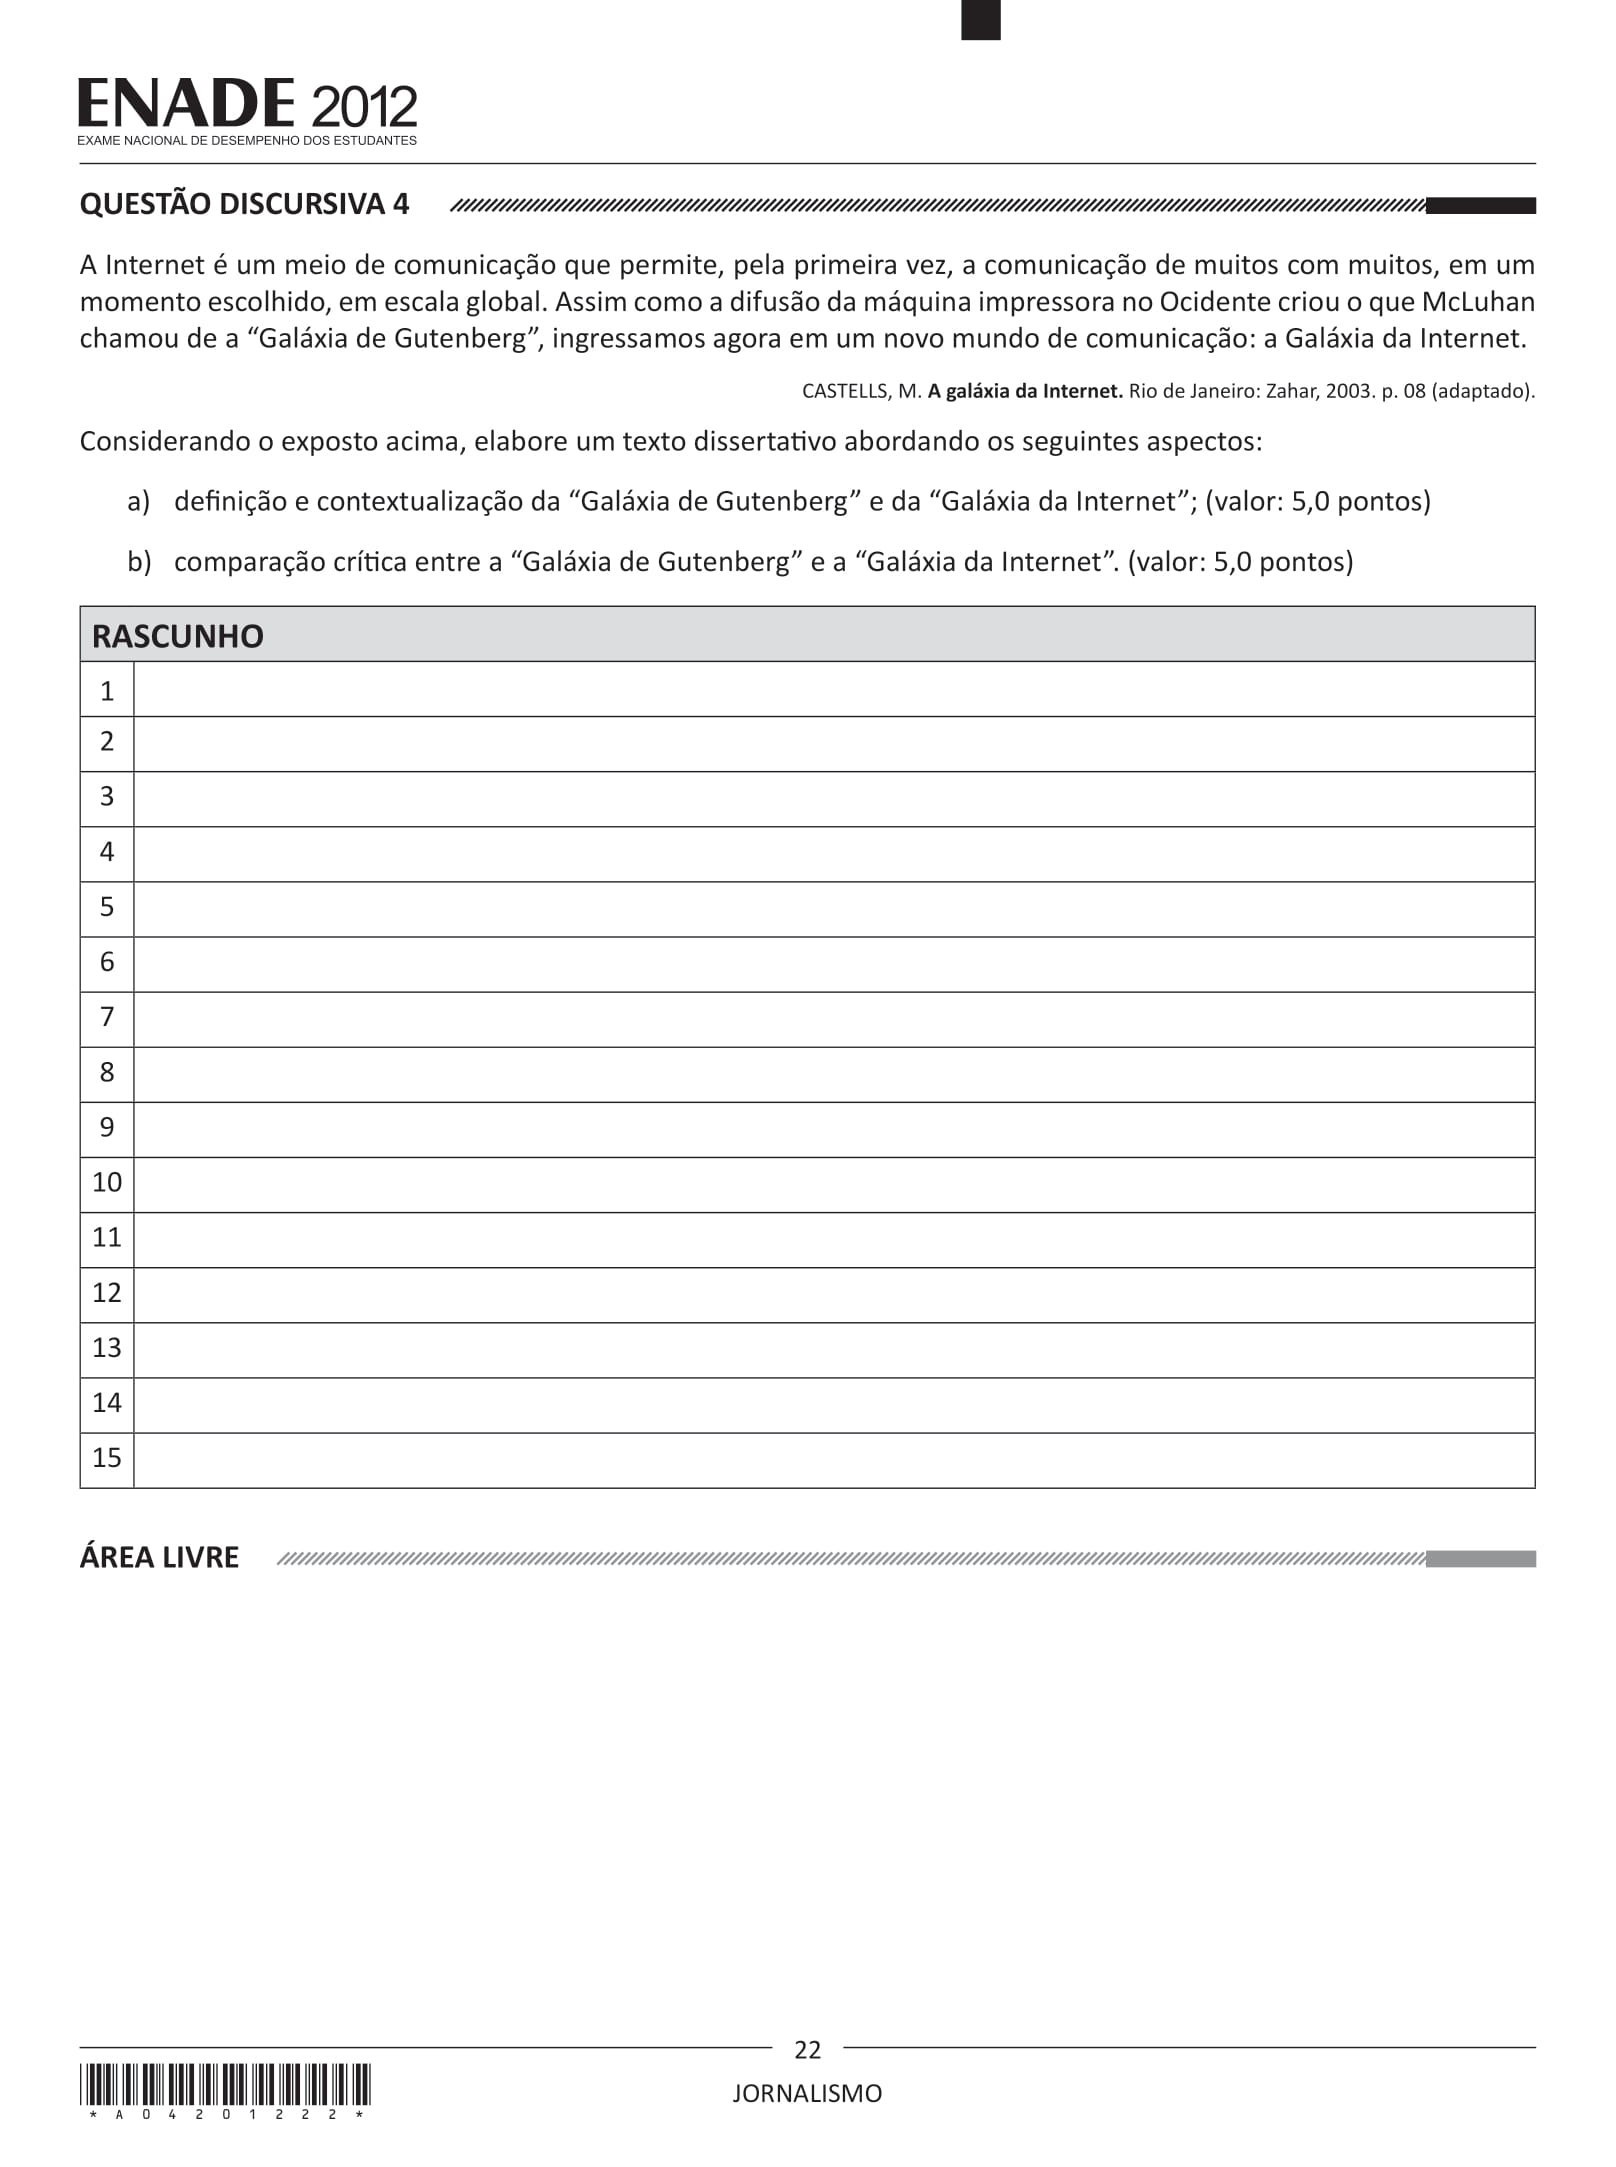 ENADE 2012
EXAME NACIONAL DE DESEMPENHO DOS ESTUDANTES
QUESTÃO DISCURSIVA 4
A Internet é um meio de comunicação que permite, pela primeira vez, a comunicação de muitos com muitos, em um
momento escolhido, em escala global. Assim como a difusão da máquina impressora no Ocidente criou o que McLuhan
chamou de a “Galáxia de Gutenberg”, ingressamos agora em um novo mundo de comunicação: a Galáxia da Internet.
CASTELLS, M. A galáxia da Internet. Rio de Janeiro: Zahar, 2003. p. 08 (adaptado).
Considerando o exposto acima, elabore um texto dissertativo abordando os seguintes aspectos:
a) definição e contextualização da “Galáxia de Gutenberg” e da “Galáxia da Internet”; (valor: 5,0 pontos)
b) comparação crítica entre a “Galáxia de Gutenberg” e a “Galáxia da Internet”. (valor: 5,0 pontos)
RASCUNHO
1
2
3
4
5
6
7
8
9
10
11
12
13
14
15
ÁREA LIVRE
22
JORNALISMO
* A 0 4 2 0 1 2 2 2 *